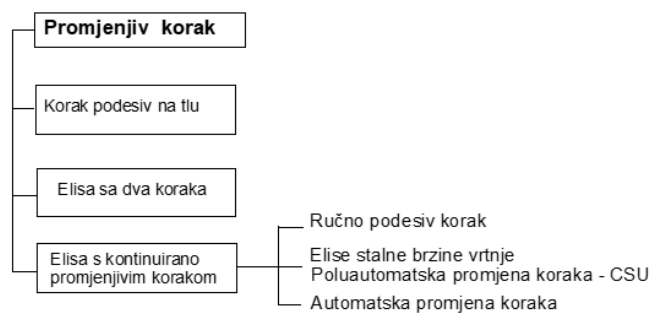 Promjenjiv korak
Korak podesiv na tlu
Elisa sa dva koraka
Elisa s kontinuirano
promjenjivim korakom
Ručno podesiv korak
Elise stalne brzine vrtnje
Poluautomatska promjena koraka - CSU
Automatska promjena koraka